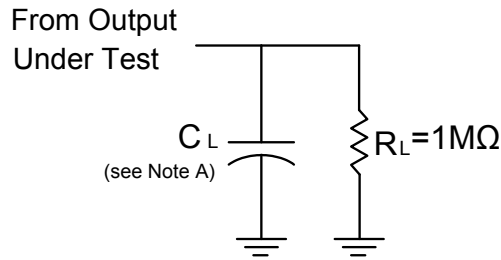 From Output
Under Test
CL
(see Note A)
RL=1MΩ